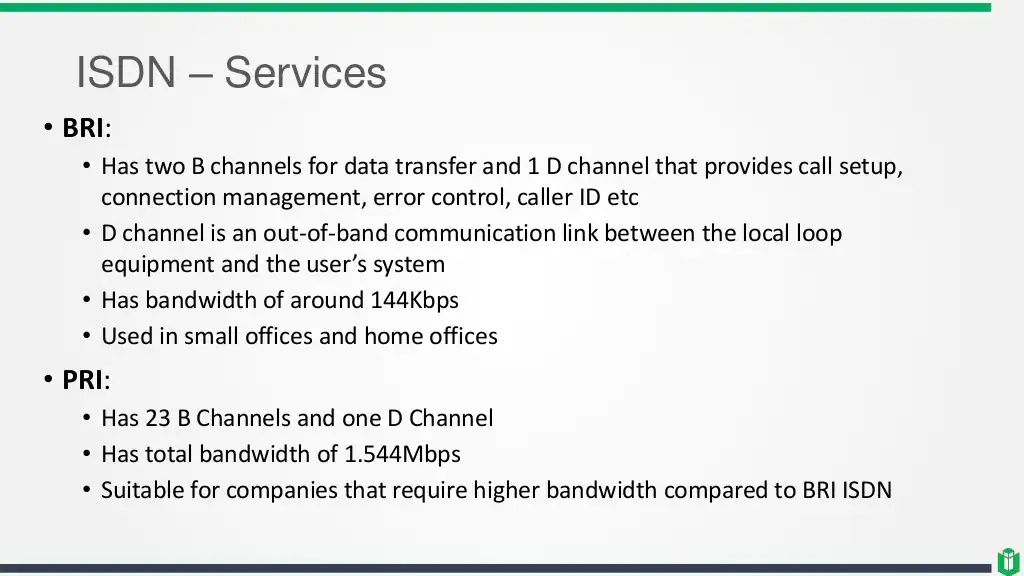 ISDN – Services
• BRI:
• Has two B channels for data transfer and 1 D channel that provides call setup,
connection management, error control, caller ID etc
• D channel is an out-of-band communication link between the local loop
equipment and the user’s system
• Has bandwidth of around 144Kbps
• Used in small offices and home offices
• PRI:
• Has 23 B Channels and one D Channel
• Has total bandwidth of 1.544Mbps
• Suitable for companies that require higher bandwidth compared to BRI ISDN